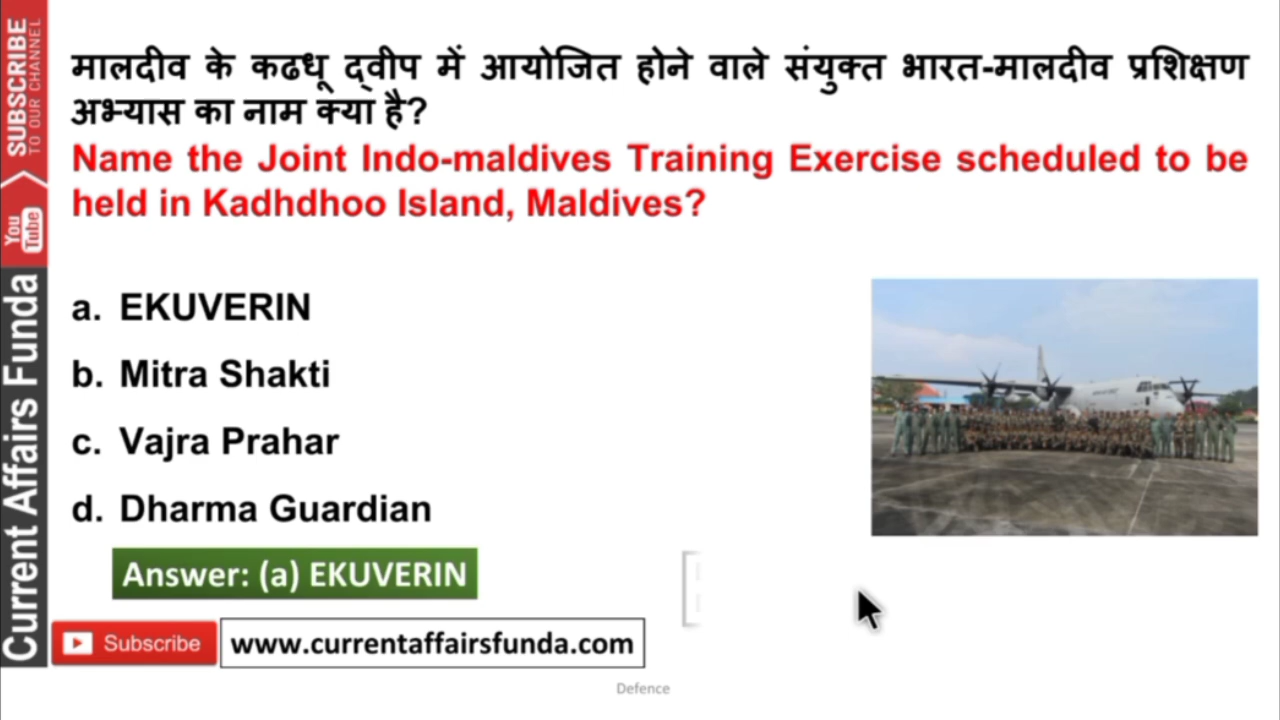 SUBSCRIBE
TO OUR CHANNEL
You
Tube
Current Affairs Funda
मालदीव के कढधू द्वीप में आयोजित होने वाले संयुक्त भारत-मालदीव प्रशिक्षण
अभ्यास का नाम क्या है?
Name the Joint Indo-maldives Training Exercise scheduled to be
held in Kadhdhoo Island, Maldives?
a. EKUVERIN
b. Mitra Shakti
c. Vajra Prahar
d. Dharma Guardian
Answer: (a) EKUVERIN
Subscribe
www.currentaffairsfunda.com
Defence